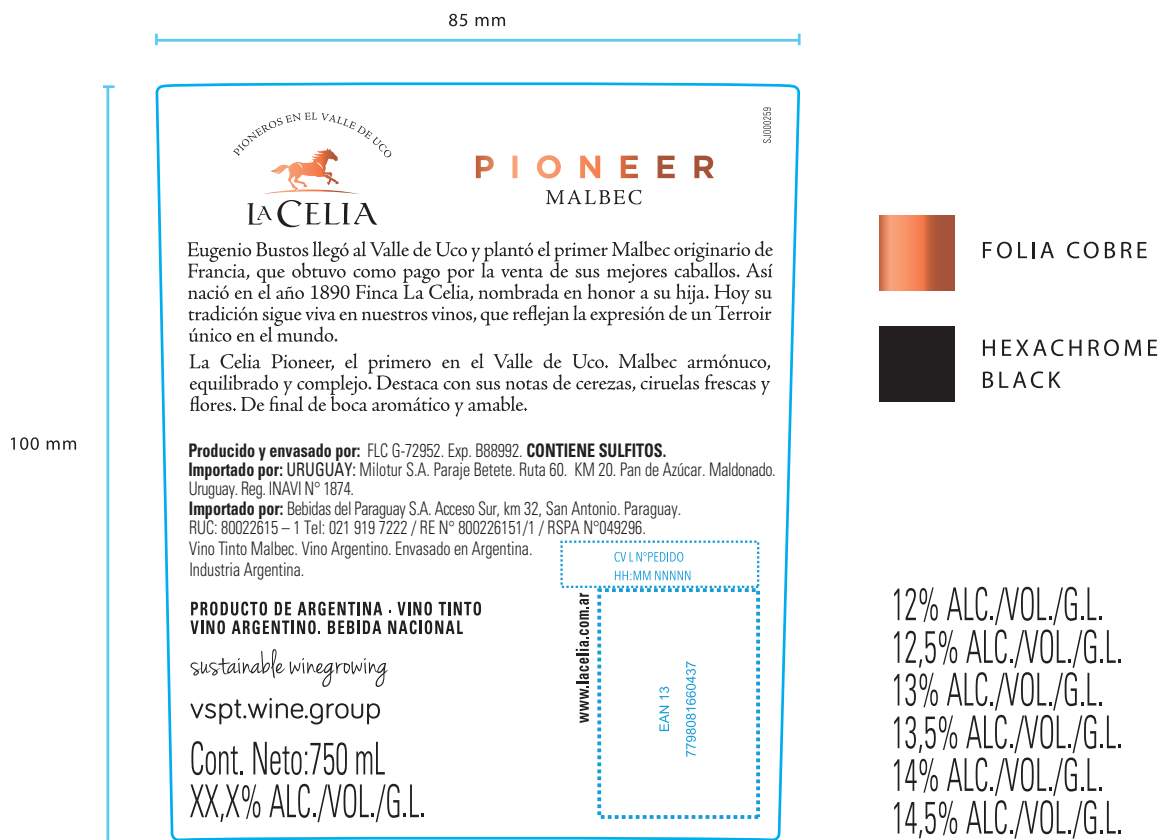 85 mm
100 mm
PIONEROS EN EL VALLE DE UCO
LA CELIA
PIONEER
MALBEC
SJ000259
Eugenio Bustos llegó al Valle de Uco y plantó el primer Malbec originario de
Francia, que obtuvo como pago por la venta de sus mejores caballos. Así
nació en el año 1890 Finca La Celia, nombrada en honor a su hija. Hoy su
tradición sigue viva en nuestros vinos, que reflejan la expresión de un Terroir
único en el mundo.
La Celia Pioneer, el primero en el Valle de Uco. Malbec armónuco,
equilibrado y complejo. Destaca con sus notas de cerezas, ciruelas frescas y
flores. De final de boca aromático y amable.
Producido y envasado por: FLC G-72952. Exp. B88992. CONTIENE SULFITOS.
Importado por: URUGUAY: Milotur S.A. Paraje Betete. Ruta 60. KM 20. Pan de Azúcar. Maldonado.
Uruguay. Reg. INAVI N° 1874.
Importado por: Bebidas del Paraguay S.A. Acceso Sur, km 32, San Antonio. Paraguay.
RUC: 80022615 – 1 Tel: 021 919 7222 / RE N° 800226151/1 / RSPA N°049296.
Vino Tinto Malbec. Vino Argentino. Envasado en Argentina.
Industria Argentina.
CV L N°PEDIDO
HH:MM NNNNN
PRODUCTO DE ARGENTINA · VINO TINTO
VINO ARGENTINO. BEBIDA NACIONAL
sustainable winegrowing
vspt.wine.group
Cont. Neto:750 mL
XX,X% ALC./VOL./G.L.
www.lacelia.com.ar
EAN 13
7798081660437
FOLIA COBRE
HEXACHROME
BLACK
12% ALC./VOL./G.L.
12,5% ALC./VOL./G.L.
13% ALC./VOL./G.L.
13,5% ALC./VOL./G.L.
14% ALC./VOL./G.L.
14,5% ALC./VOL./G.L.